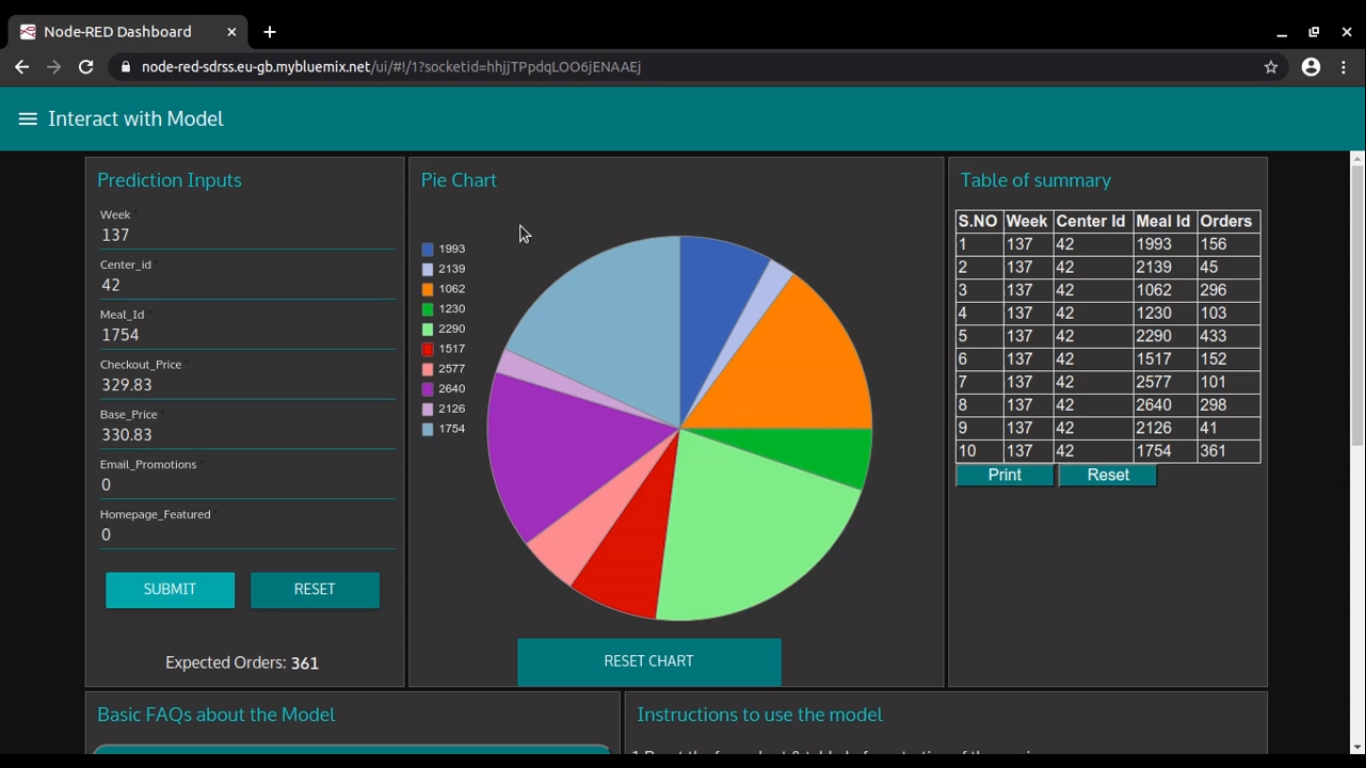 Node-RED Dashboard
node-red-sdrss.eu-gb.mybluemix.net/ui/#!/1?socketid=hhjjTPpdqLOO6jENAAEj
Interact with Model
Prediction Inputs
Week
137
Center_id
42
Meal_Id
1754
Checkout_Price
329.83
Base_Price
330.83
Email_Promotions
0
Homepage_Featured
0
SUBMIT RESET
Expected Orders: 361
Pie Chart
1993
2139
1062
1230
2290
1517
2577
2640
2126
1754
RESET CHART
Table of summary
S.NO Week Center Id Meal Id Orders
1 137 42 1993 156
2 137 42 2139 45
3 137 42 1062 296
4 137 42 1230 103
5 137 42 2290 433
6 137 42 1517 152
7 137 42 2577 101
8 137 42 2640 298
9 137 42 2126 41
10 137 42 1754 361
Print Reset
Basic FAQs about the Model
Instructions to use the model